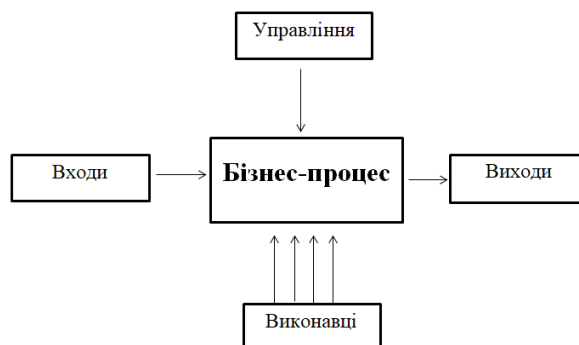 Управління
Входи
Бізнес-процес
Виходи
Виконавці